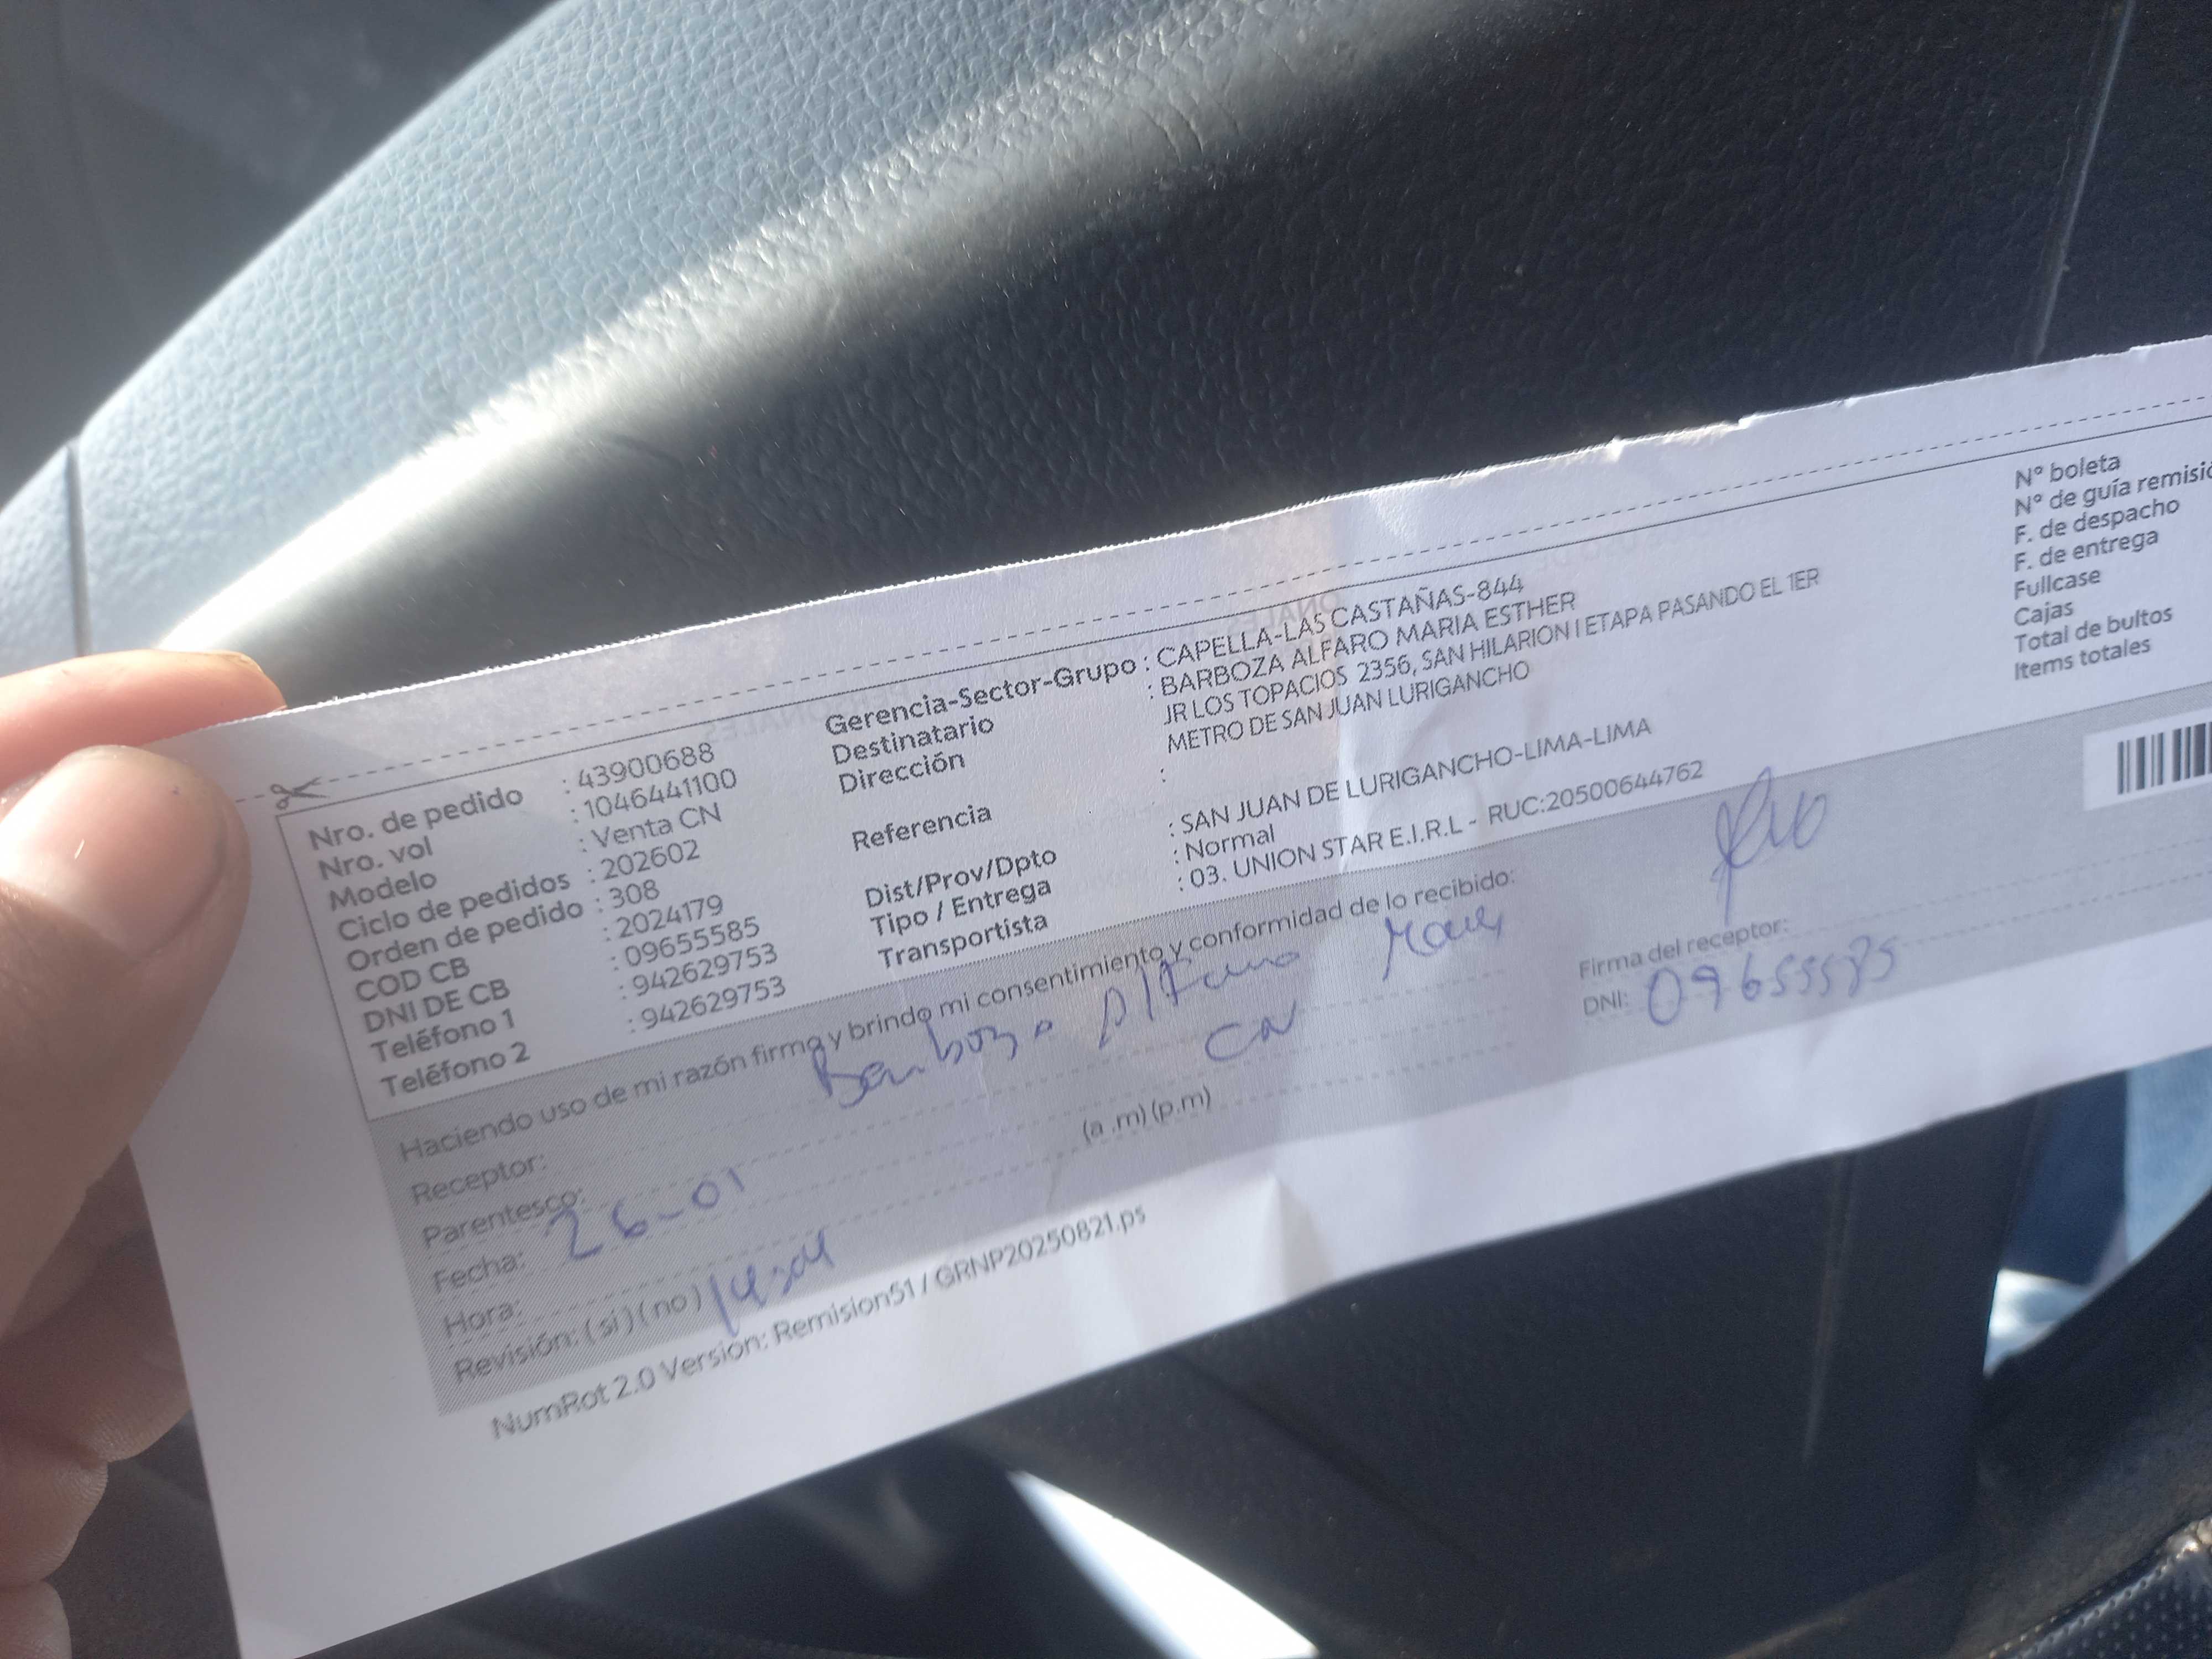 Nro. de pedido : 43900688
Nro. vol : 1046441100
Modelo : Venta CN
Ciclo de pedidos : 202602
Orden de pedido : 308
COD CB : 2024179
DNI DE CB : 09655585
Teléfono 1 : 942629753
Teléfono 2 : 942629753
Gerencia-Sector-Grupo : CAPELLA-LAS CASTAÑAS-844
Destinatario : BARBOZA ALFARO MARIA ESTHER
Dirección JR LOS TOPACIOS 2356, SAN HILARION I ETAPA PASANDO EL 1ER
METRO DE SAN JUAN LURIGANCHO
Referencia :
Dist/Prov/Dpto : SAN JUAN DE LURIGANCHO-LIMA-LIMA
Tipo / Entrega : Normal
Transportista : 03. UNION STAR E.I.R.L - RUC:20500644762
N° boleta
N° de guía remisió
F. de despacho
F. de entrega
Fullcase
Cajas
Total de bultos
Items totales
Haciendo uso de mi razón firmo y brindo mi consentimiento y conformidad de lo recibido:
Receptor: Barboza Alfaro
Parentesco: CN
Fecha: 26-01
Hora: (a .m) (p.m)
Revisión: ( si ) ( no ) 14:04
Firma del receptor:
DNI: 09655585
NumRot 2.0 Version: Remision51 / GRNP20250821.ps